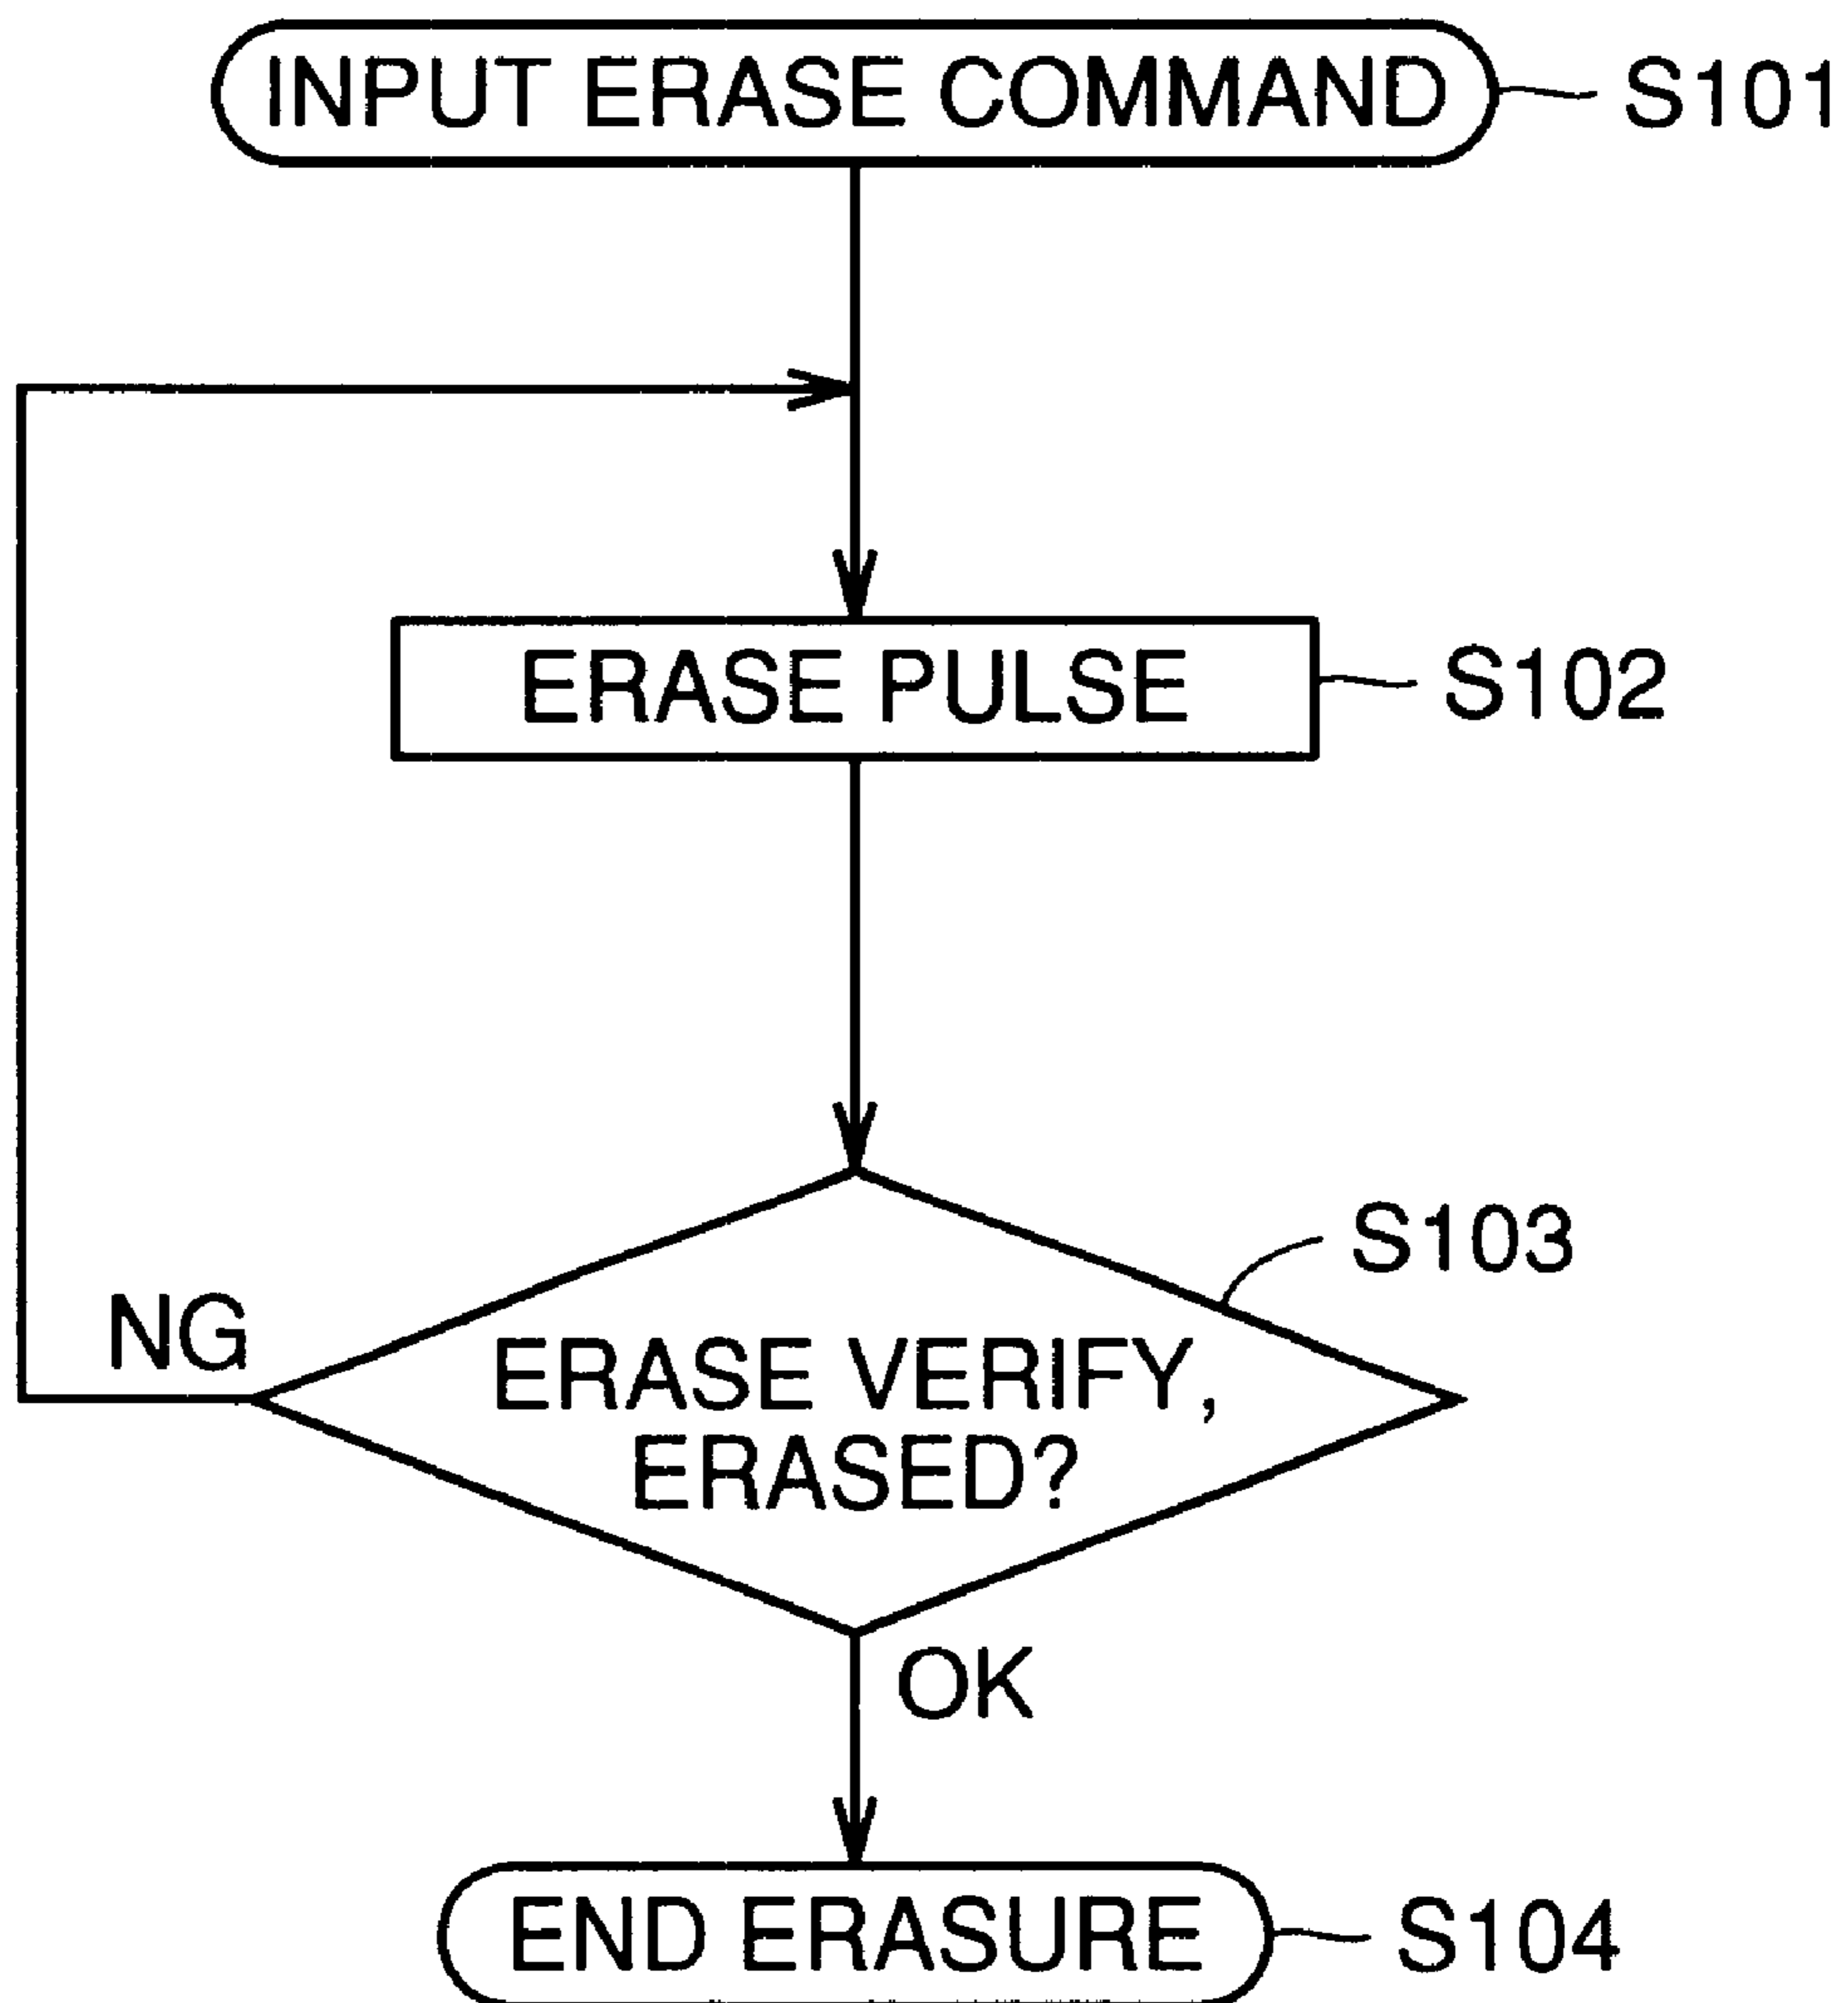 INPUT ERASE COMMAND S101
ERASE PULSE S102
S103
NG
ERASE VERIFY,
ERASED?
OK
END ERASURE S104